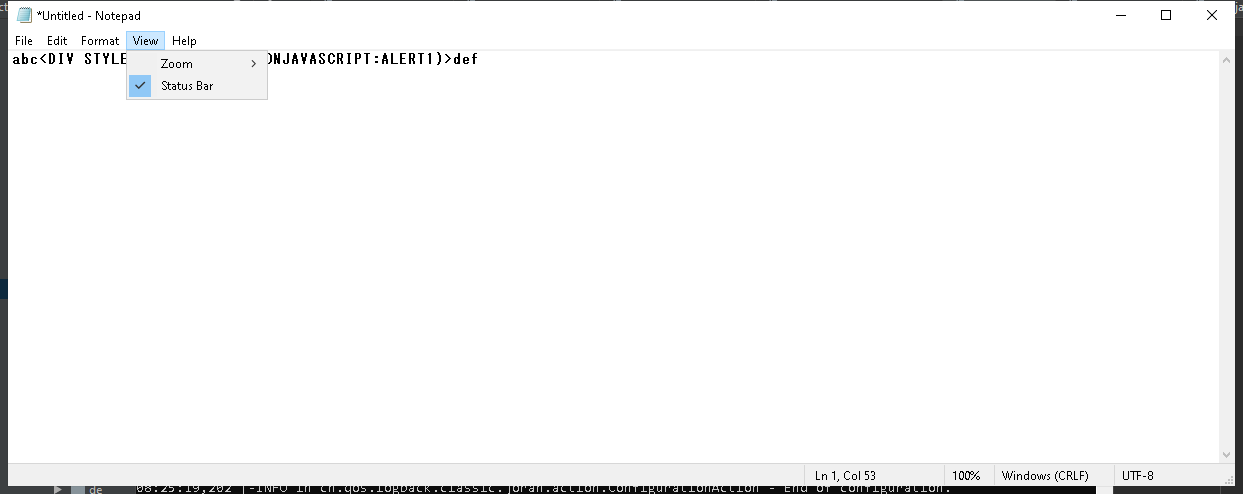 *Untitled - Notepad
File Edit Format View Help
abc<DIV STYLE ONJAVASCRIPT:ALERT1)>def
Zoom
Status Bar
Ln 1, Col 53 100% Windows (CRLF) UTF-8
de 08:25:19,202 |-INFO in ch.qos.logback.classic.joran.action.ConfigurationAction - End of configuration.